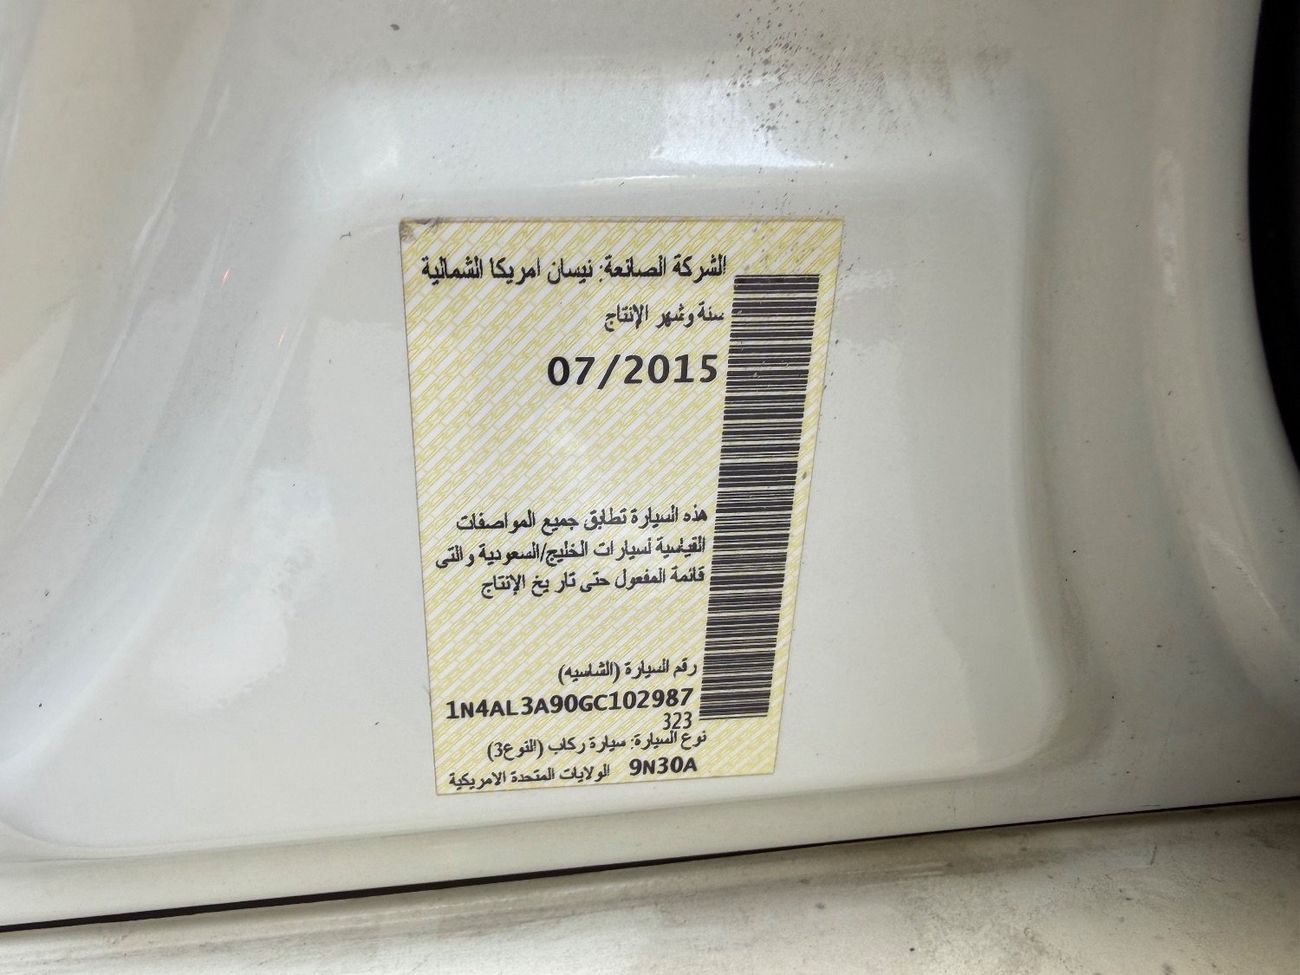 الشركة الصانعة: نيسان امريكا الشمالية
سنة وشهر الإنتاج
07/2015
هذه السيارة تطابق جميع المواصفات
القياسية لسيارات الخليج/السعودية والتى
قائمة المفعول حتى تاريخ الإنتاج
رقم السيارة (الشاسيه)
1N4AL3A90GC102987
323
نوع السيارة: سيارة ركاب (النوع3)
9N30A الولايات المتحدة الامريكية